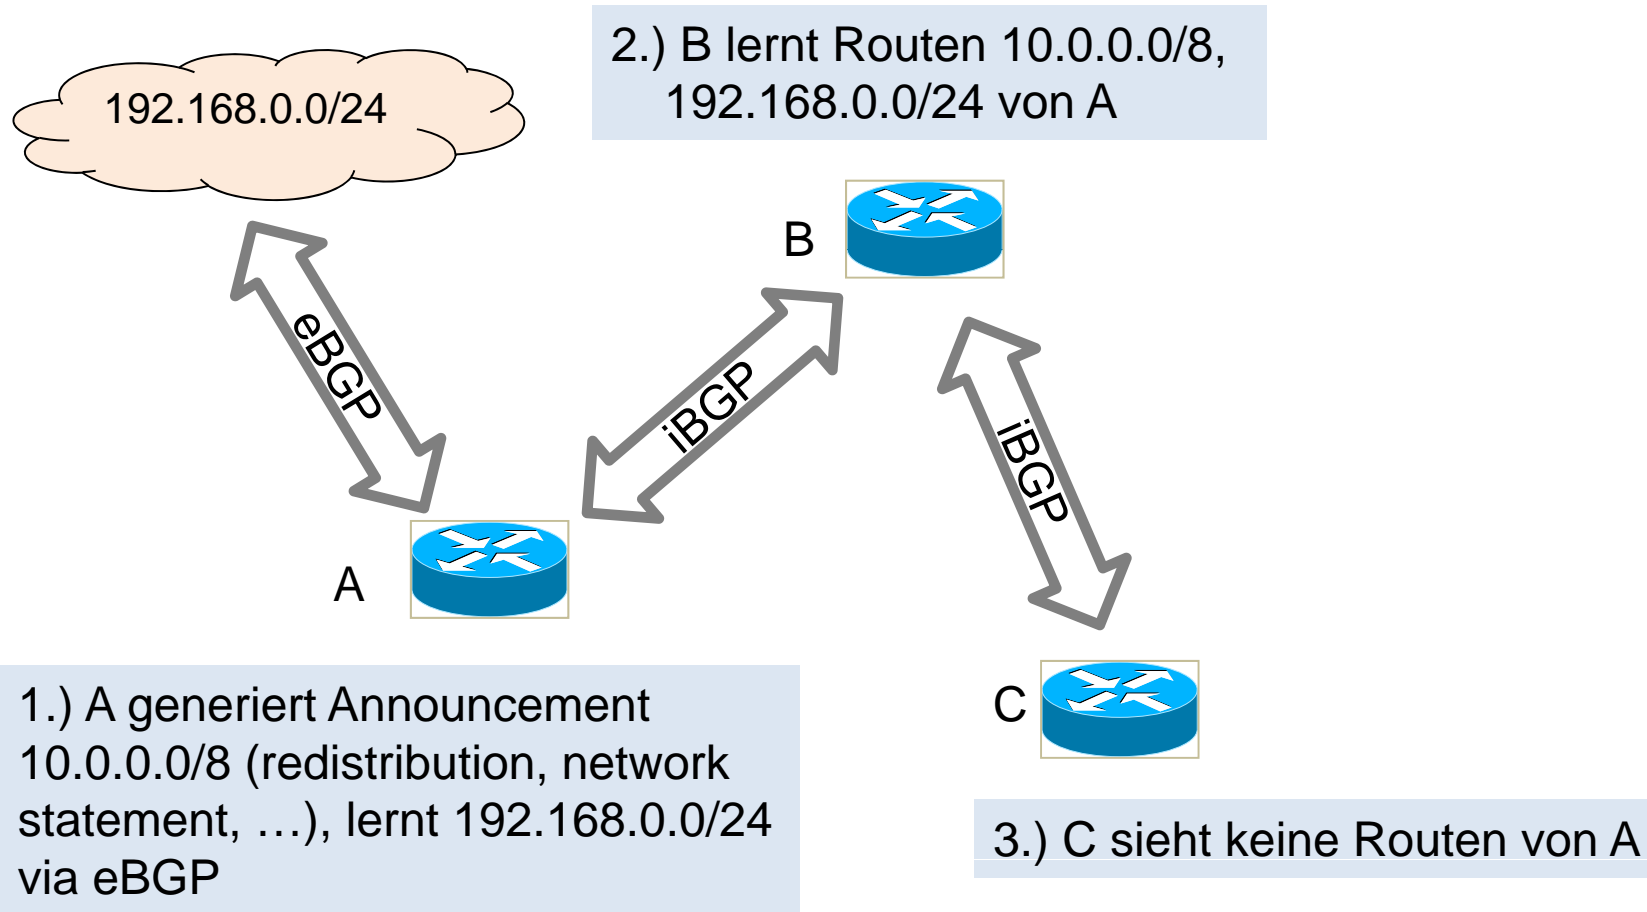 192.168.0.0/24
2.) B lernt Routen 10.0.0.0/8,
192.168.0.0/24 von A
B
eBGP
iBGP
iBGP
A
C
1.) A generiert Announcement
10.0.0.0/8 (redistribution, network
statement, …), lernt 192.168.0.0/24
via eBGP
3.) C sieht keine Routen von A